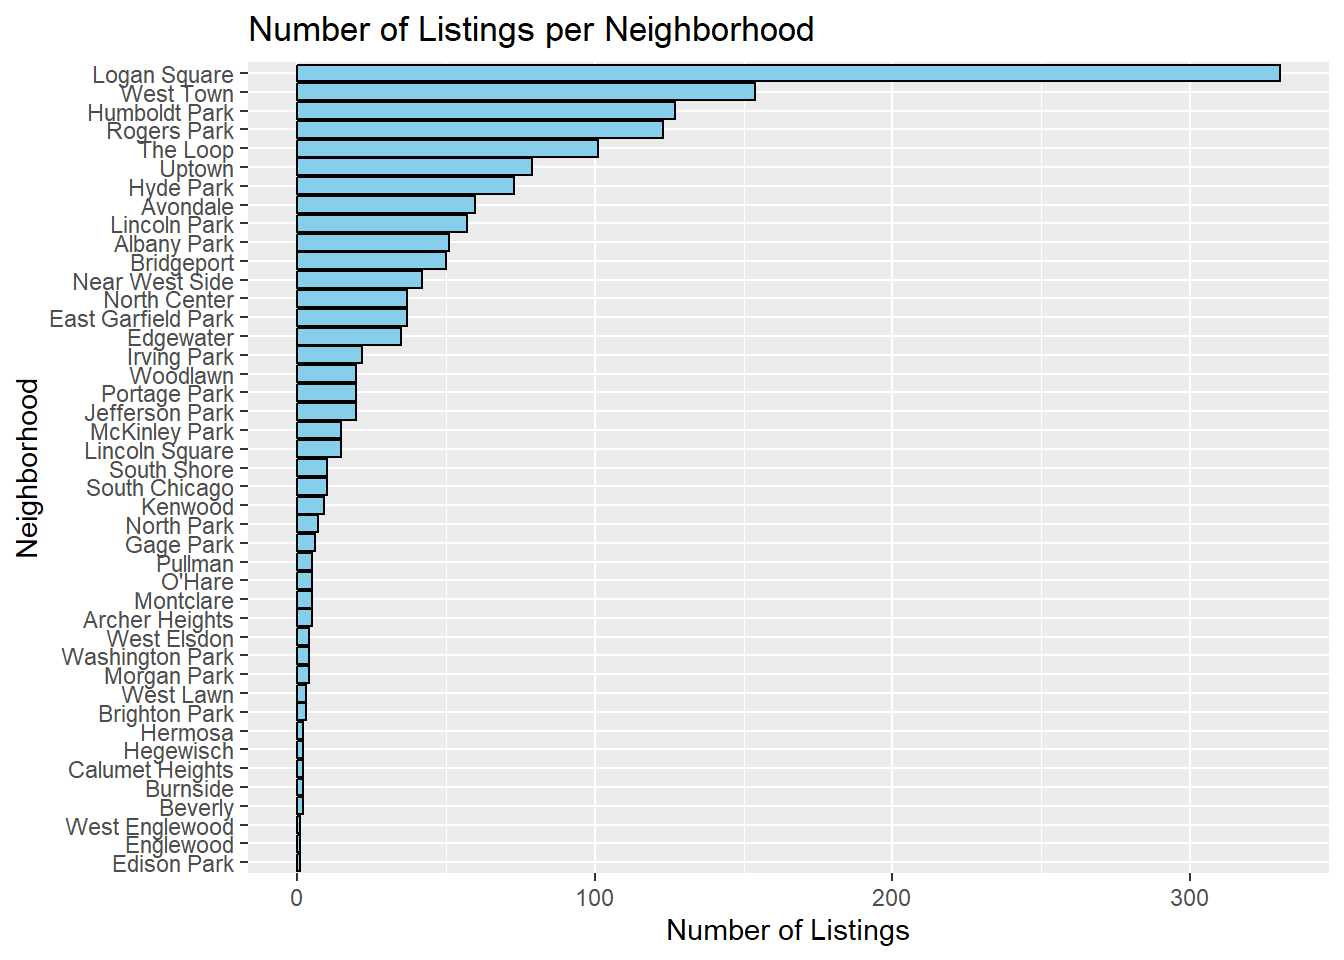 Number of Listings per Neighborhood
Logan Square
West Town
Humboldt Park
Rogers Park
The Loop
Uptown
Hyde Park
Avondale
Lincoln Park
Albany Park
Bridgeport
Near West Side
North Center
East Garfield Park
Edgewater
Irving Park
Woodlawn
Portage Park
Jefferson Park
McKinley Park
Lincoln Square
South Shore
South Chicago
Kenwood
North Park
Gage Park
Pullman
O'Hare
Montclare
Archer Heights
West Elsdon
Washington Park
Morgan Park
West Lawn
Brighton Park
Hermosa
Hegewisch
Calumet Heights
Burnside
Beverly
West Englewood
Englewood
Edison Park
Neighborhood
0 100 200 300
Number of Listings